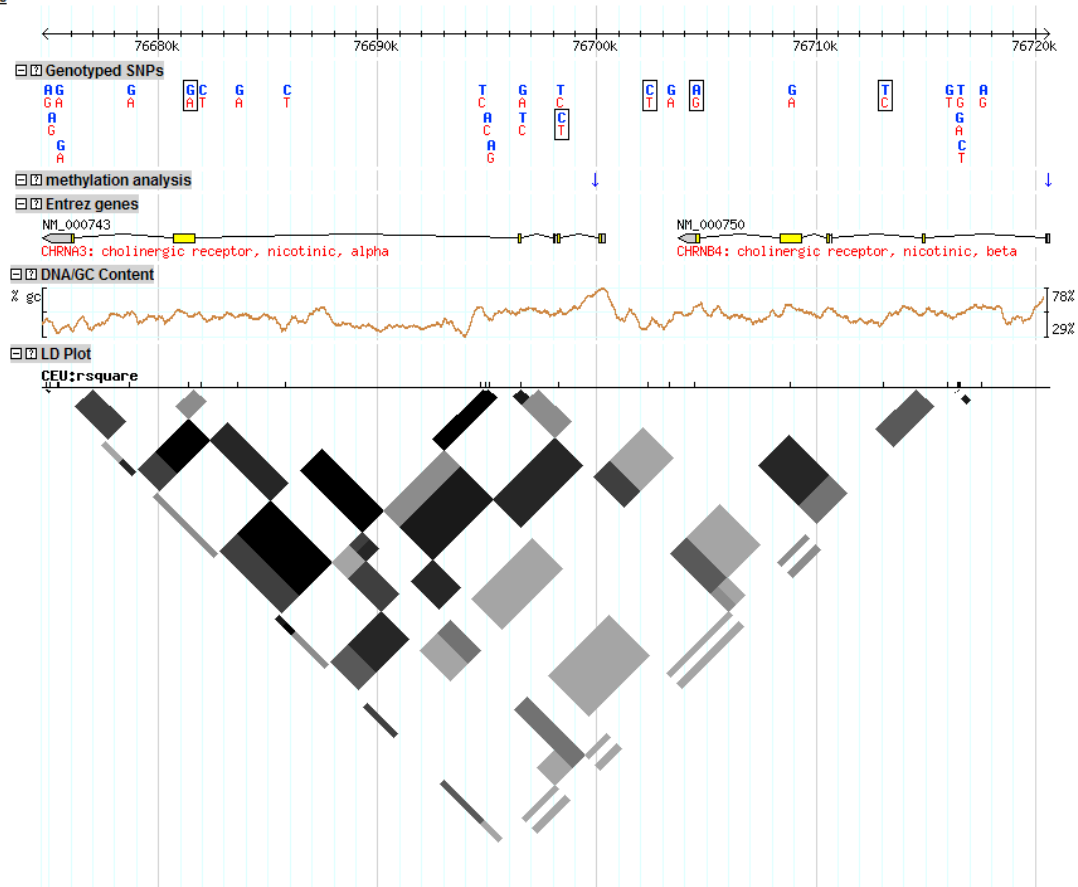 76680k 76690k 76700k 76710k 76720k
Genotyped SNPs
A G G G C G C T G T C G A G T G T A
G A A A T A T C A C T A G A C T G G
A A T C C G
G C C T A
G A C
A G T
methylation analysis
Entrez genes
NM_000743 NM_000750
CHRNA3: cholinergic receptor, nicotinic, alpha CHRNB4: cholinergic receptor, nicotinic, beta
DNA/GC Content
% gc 78%
29%
LD Plot
CEU:rsquare